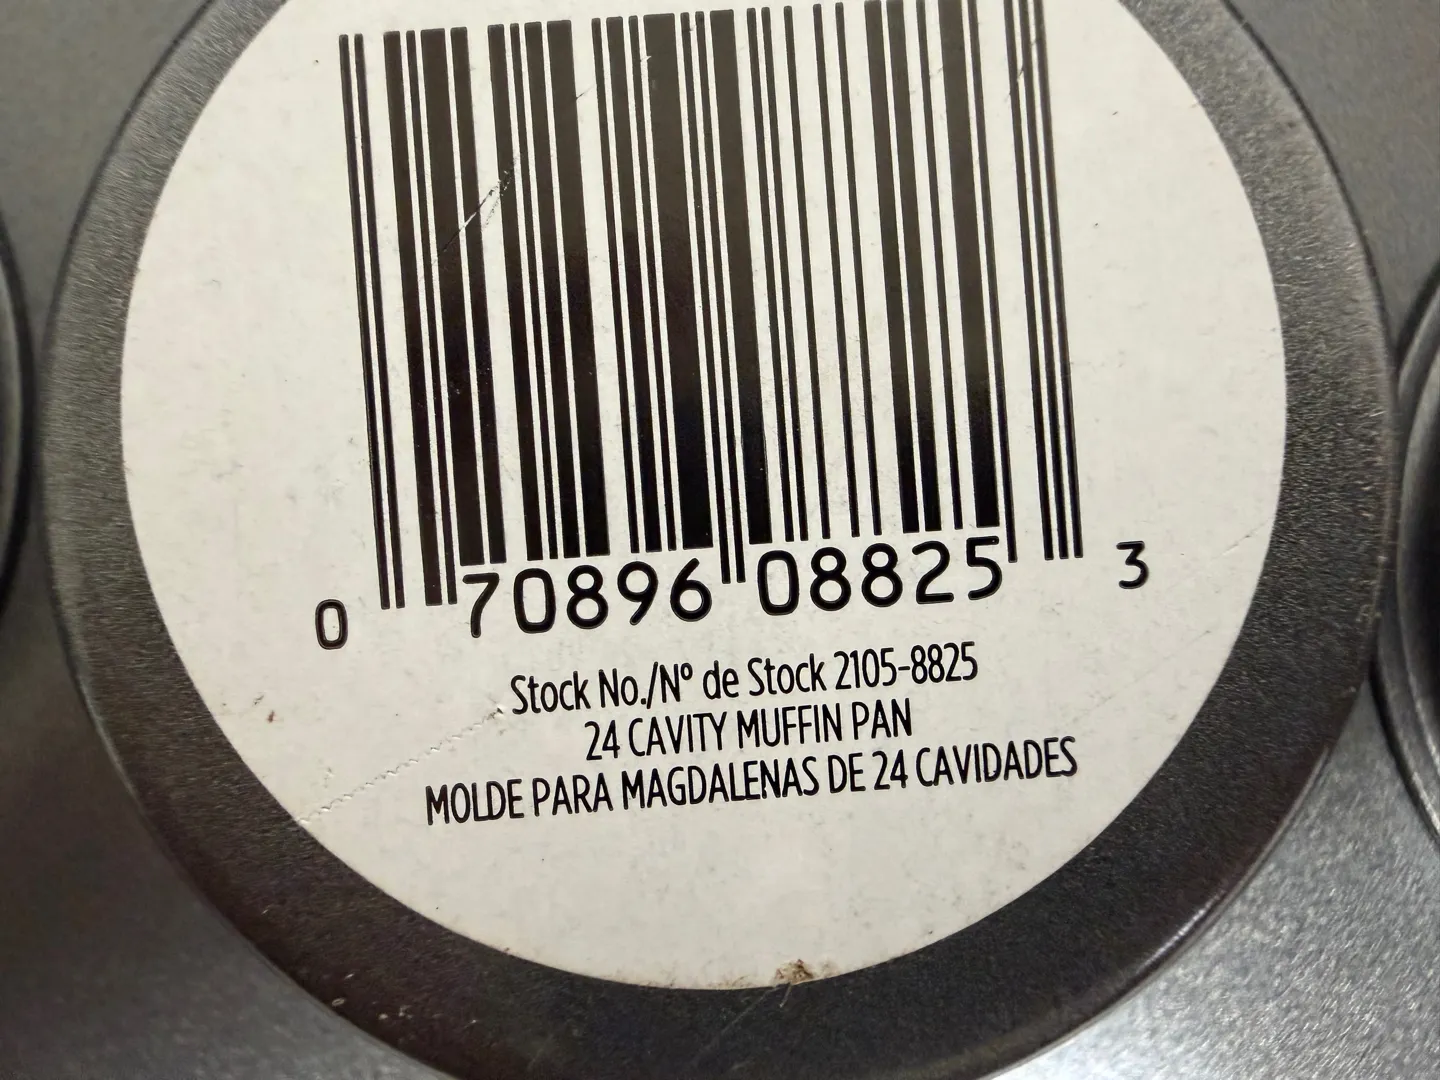 0 70896 08825 3
Stock No./Nº de Stock 2105-8825
24 CAVITY MUFFIN PAN
MOLDE PARA MAGDALENAS DE 24 CAVIDADES